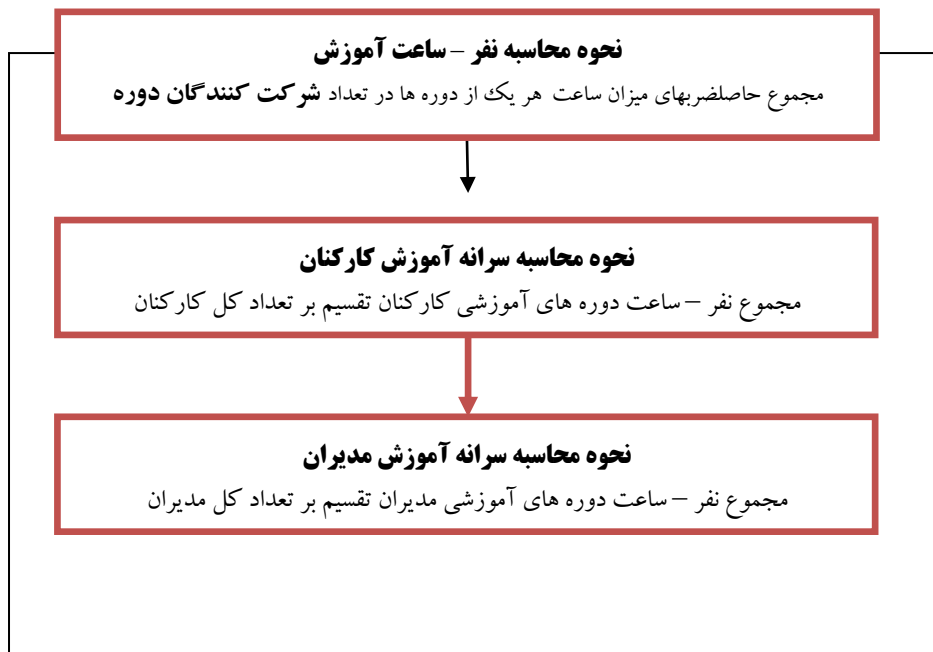 نحوه محاسبه نفر – ساعت آموزش
مجموع حاصلضربهای میزان ساعت هر یک از دوره ها در تعداد شرکت کنندگان دوره
نحوه محاسبه سرانه آموزش کارکنان
مجموع نفر – ساعت دوره های آموزشی کارکنان تقسیم بر تعداد کل کارکنان
نحوه محاسبه سرانه آموزش مدیران
مجموع نفر – ساعت دوره های آموزشی مدیران تقسیم بر تعداد کل مدیران